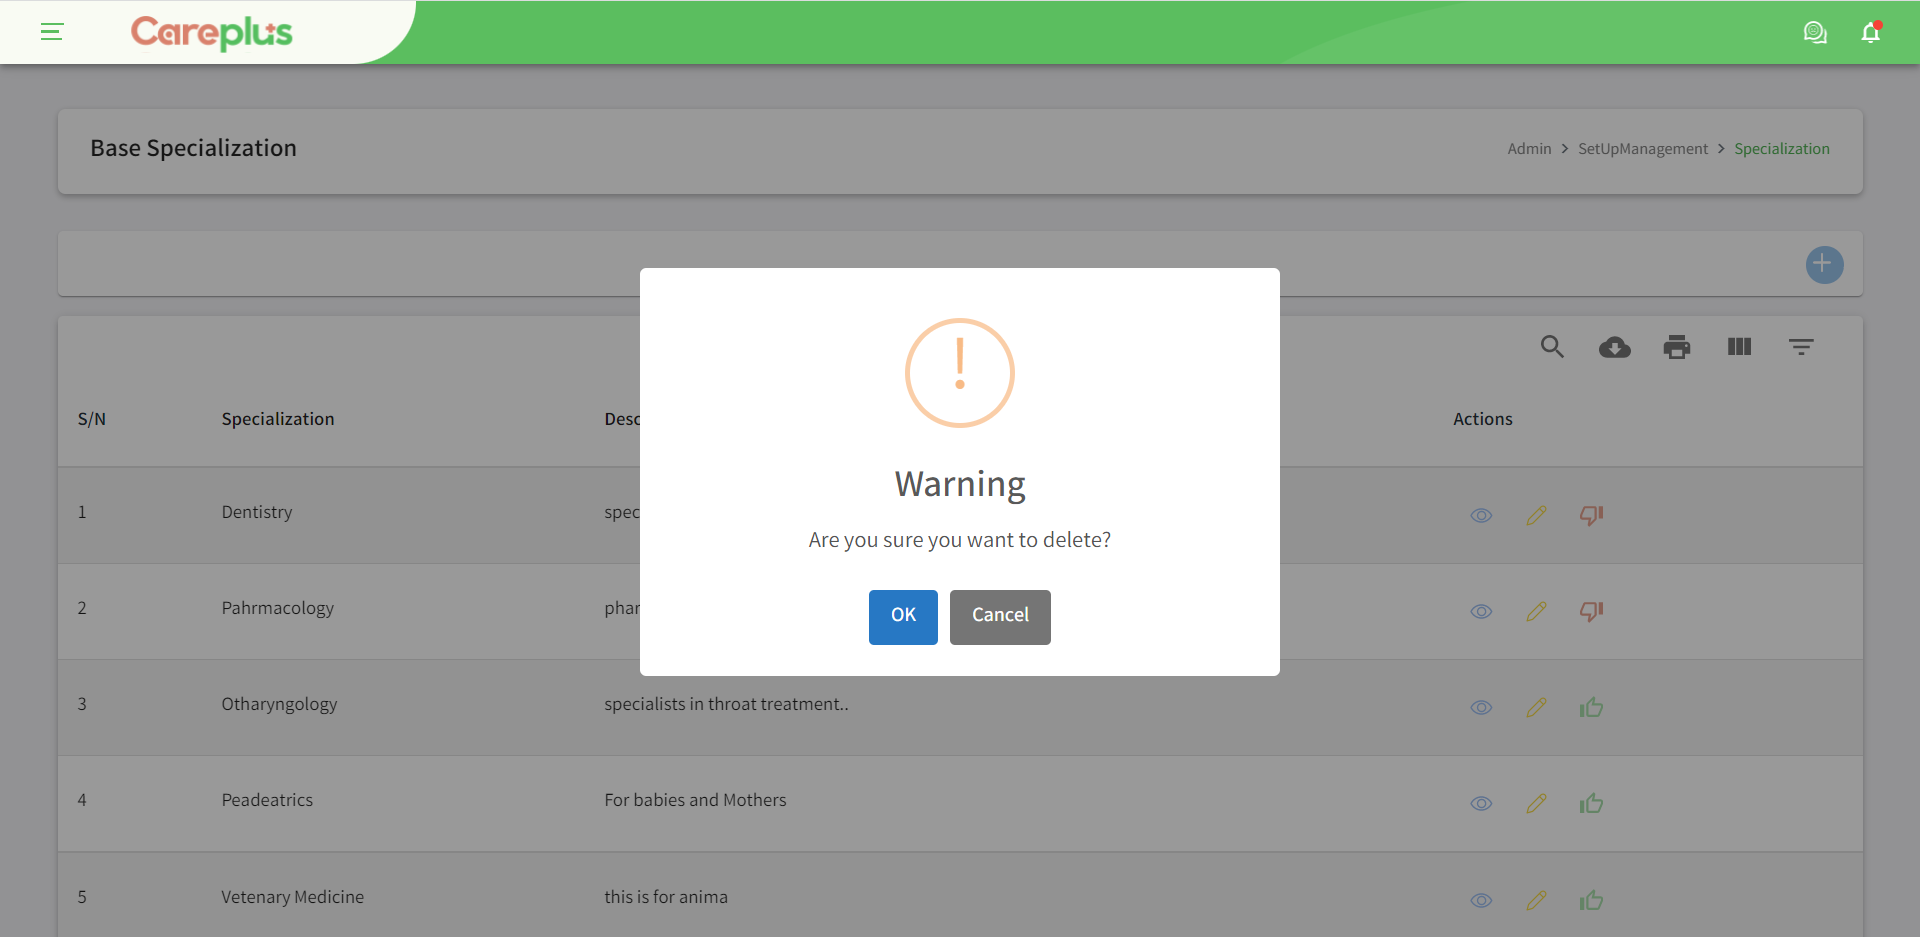 Careplus
Base Specialization
Admin > SetUpManagement > Specialization
S/N Specialization Desc Actions
!
Warning
Are you sure you want to delete?
OK Cancel
1 Dentistry spec
2 Pahrmacology phar
3 Otharyngology specialists in throat treatment..
4 Peadeatrics For babies and Mothers
5 Vetenary Medicine this is for anima